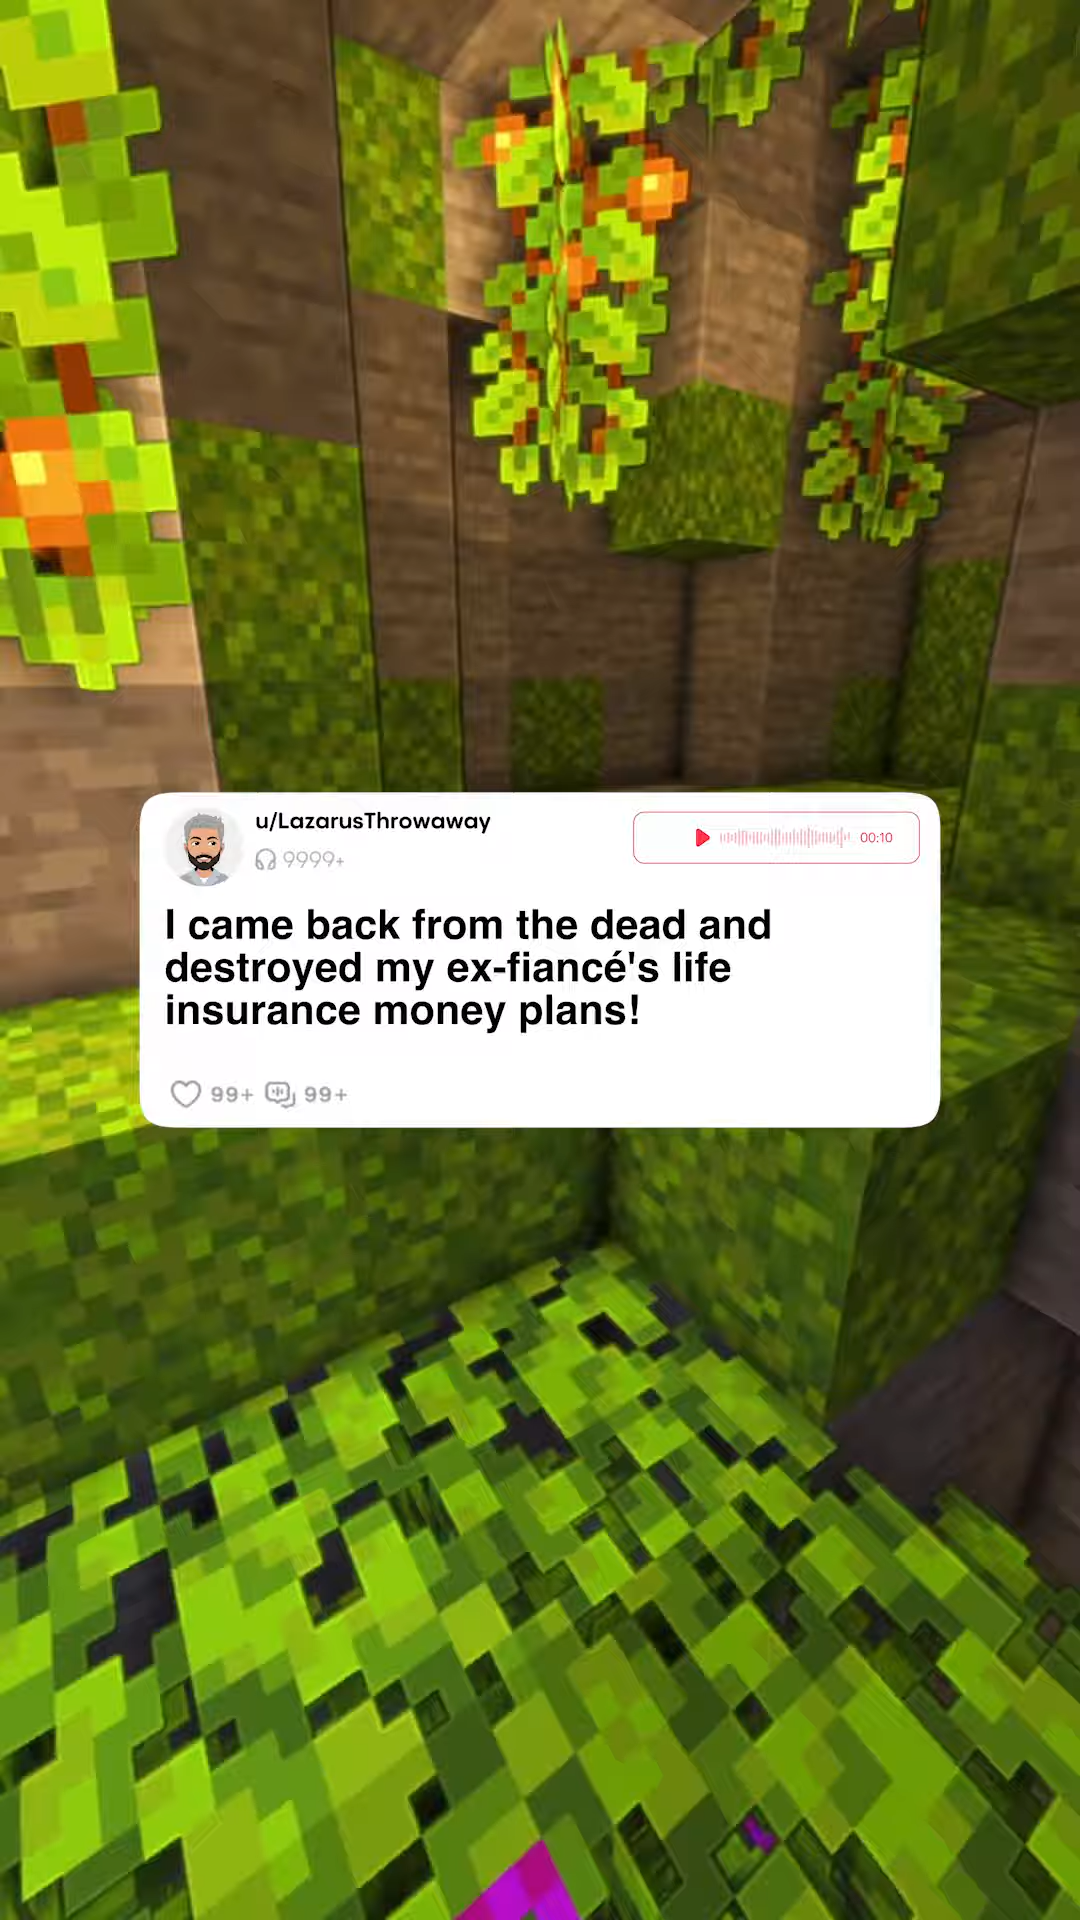 u/LazarusThrowaway
9999+
00:10
I came back from the dead and
destroyed my ex-fiancé's life
insurance money plans!
99+ 99+